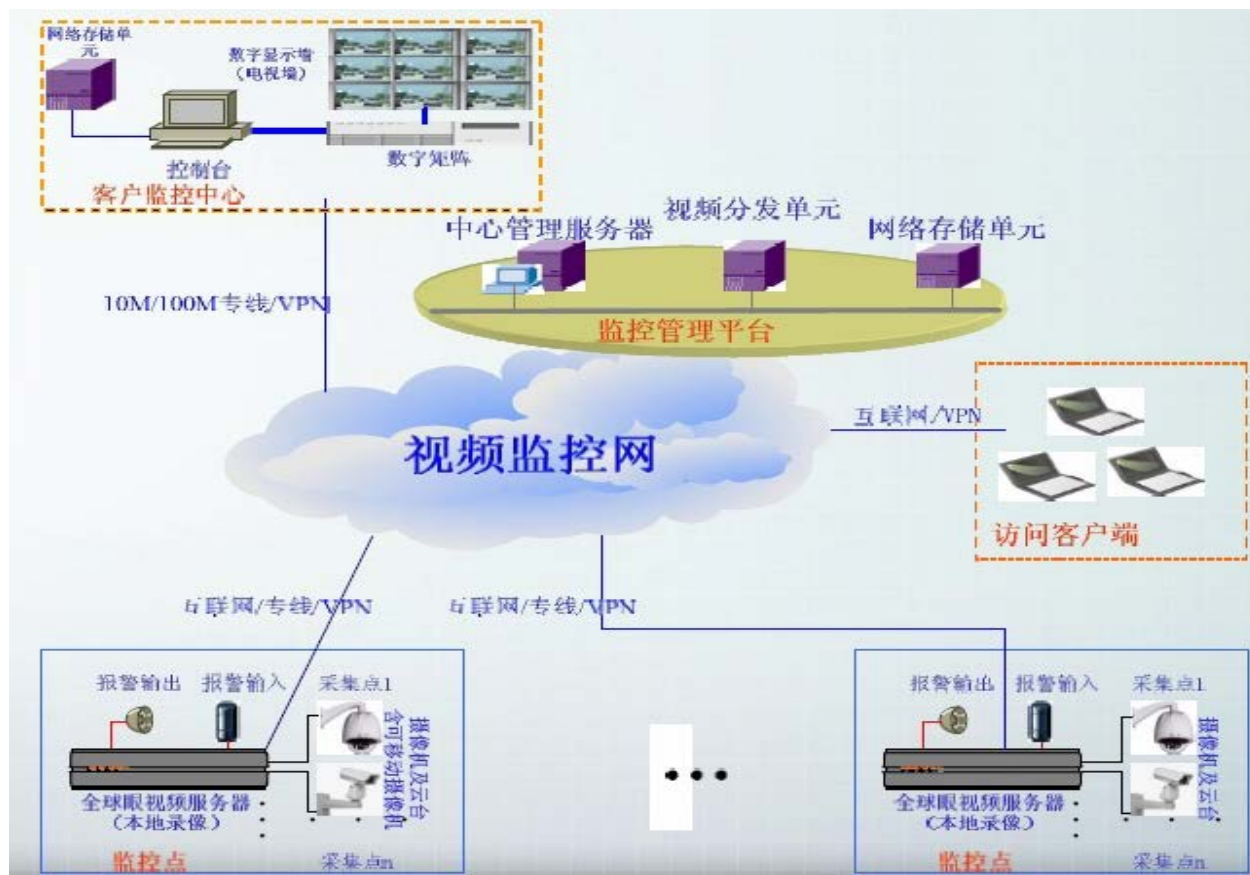 网络存储单
元
数字显示墙
（电视墙）
控制台
数字矩阵
客户监控中心
中心管理服务器
视频分发单元
网络存储单元
监控管理平台
10M/100M专线/VPN
视频监控网
互联网/VPN
访问客户端
互联网/专线/VPN
互联网/专线/VPN
报警输出
报警输入
采集点1
摄像机及云台
含可移动摄像机
全球眼视频服务器
（本地录像）
监控点
采集点n
报警输出
报警输入
采集点1
摄像机及云台
全球眼视频服务器
（本地录像）
监控点
采集点n